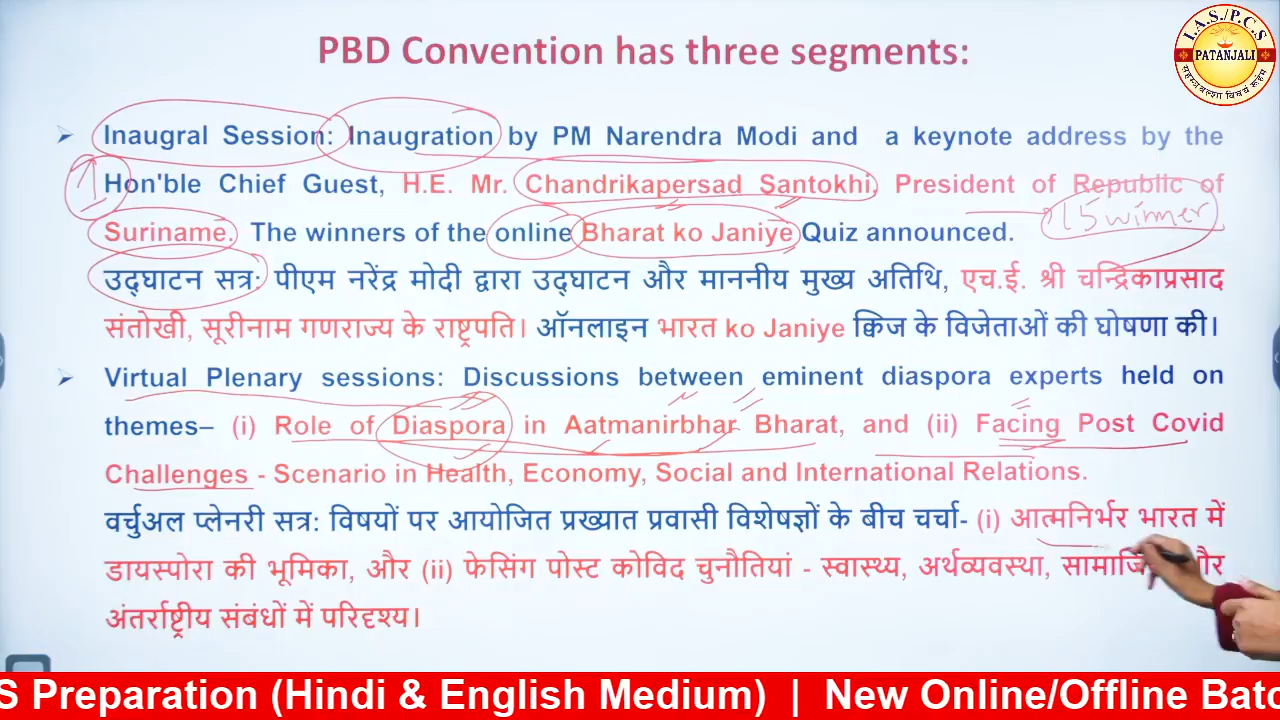 PBD Convention has three segments:
I.A.S./P.C.S
PATANJALI
➢ Inaugral Session: Inaugration by PM Narendra Modi and a keynote address by the
Hon'ble Chief Guest, H.E. Mr. Chandrikapersad Santokhi, President of Republic of
15 winner
Suriname. The winners of the online Bharat ko Janiye Quiz announced.
उद्घाटन सत्र: पीएम नरेंद्र मोदी द्वारा उद्घाटन और माननीय मुख्य अतिथि, एच.ई. श्री चन्द्रिकाप्रसाद
संतोखी, सूरीनाम गणराज्य के राष्ट्रपति। ऑनलाइन भारत ko Janiye क्विज के विजेताओं की घोषणा की।
➢ Virtual Plenary sessions: Discussions between eminent diaspora experts held on
themes– (i) Role of Diaspora in Aatmanirbhar Bharat, and (ii) Facing Post Covid
Challenges - Scenario in Health, Economy, Social and International Relations.
वर्चुअल प्लेनरी सत्र: विषयों पर आयोजित प्रख्यात प्रवासी विशेषज्ञों के बीच चर्चा- (i) आत्मनिर्भर भारत में
डायस्पोरा की भूमिका, और (ii) फेसिंग पोस्ट कोविद चुनौतियां - स्वास्थ्य, अर्थव्यवस्था, और
अंतर्राष्ट्रीय संबंधों में परिदृश्य।
S Preparation (Hindi & English Medium) | New Online/Offline Batc